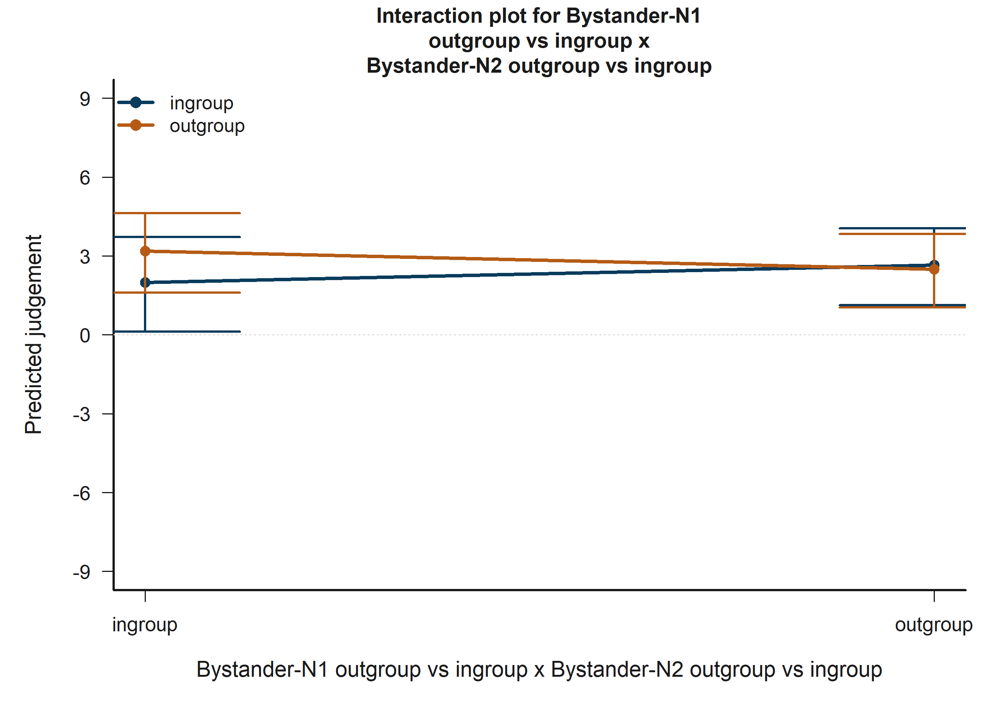 Interaction plot for Bystander-N1
outgroup vs ingroup x
Bystander-N2 outgroup vs ingroup
ingroup
outgroup
9
6
3
0
-3
-6
-9
Predicted judgement
ingroup
outgroup
Bystander-N1 outgroup vs ingroup x Bystander-N2 outgroup vs ingroup